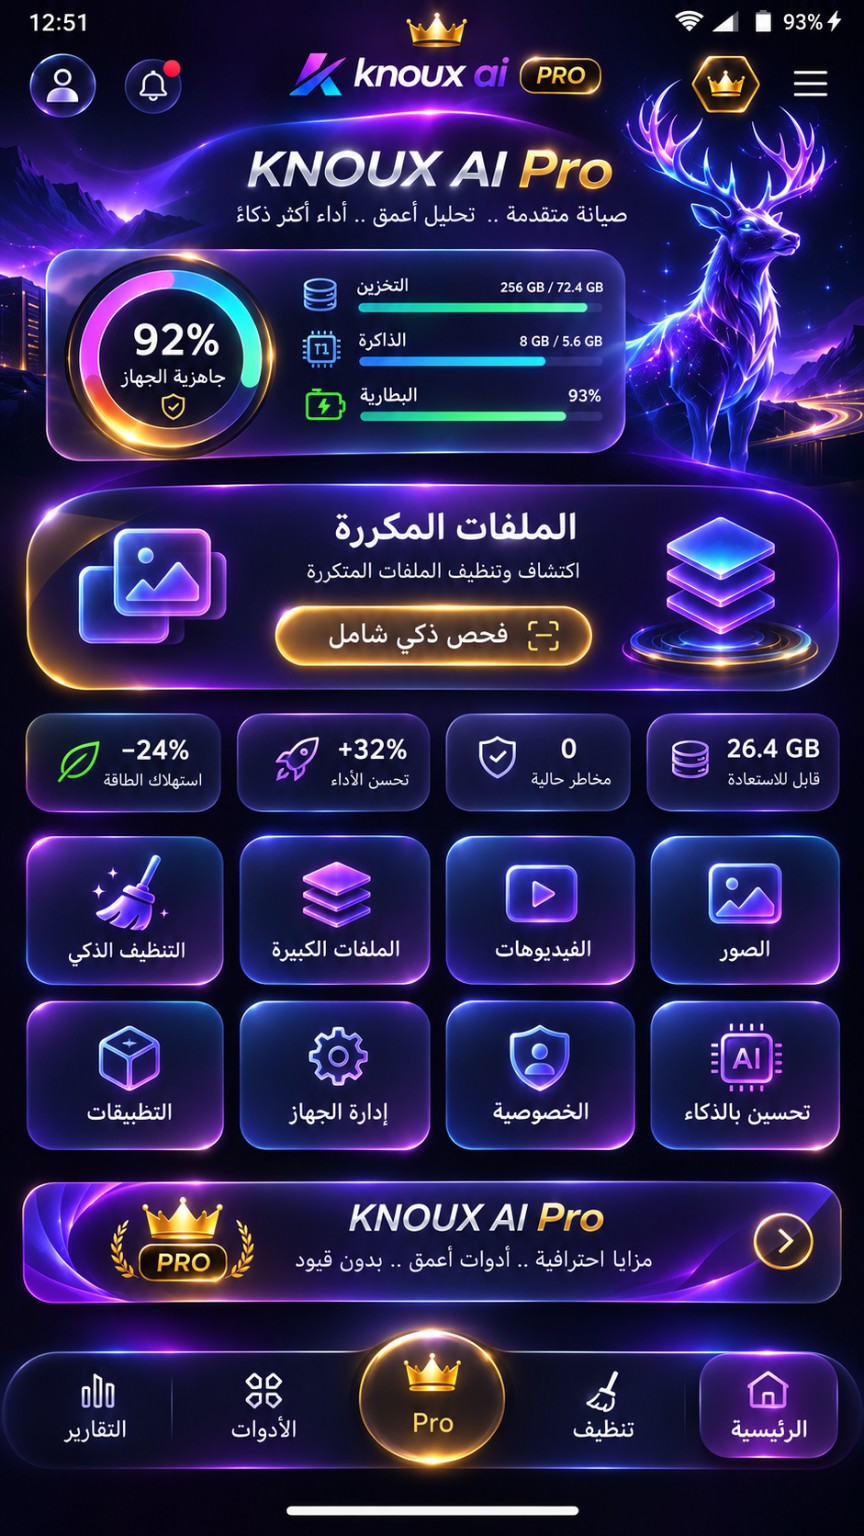 12:51
93%
knoux ai PRO
KNOUX AI Pro
صيانة متقدمة .. تحليل أعمق .. أداء أكثر ذكاءً
92%
جاهزية الجهاز
التخزين
256 GB / 72.4 GB
T1
الذاكرة
8 GB / 5.6 GB
البطارية
93%
الملفات المكررة
اكتشاف وتنظيف الملفات المتكررة
فحص ذكي شامل
26.4 GB
قابل للاستعادة
0
مخاطر حالية
+32%
تحسن الأداء
−24%
استهلاك الطاقة
الصور
الفيديوهات
الملفات الكبيرة
التنظيف الذكي
AI
تحسين بالذكاء
الخصوصية
إدارة الجهاز
التطبيقات
KNOUX AI Pro
مزايا احترافية .. أدوات أعمق .. بدون قيود
PRO
الرئيسية
تنظيف
Pro
الأدوات
التقارير